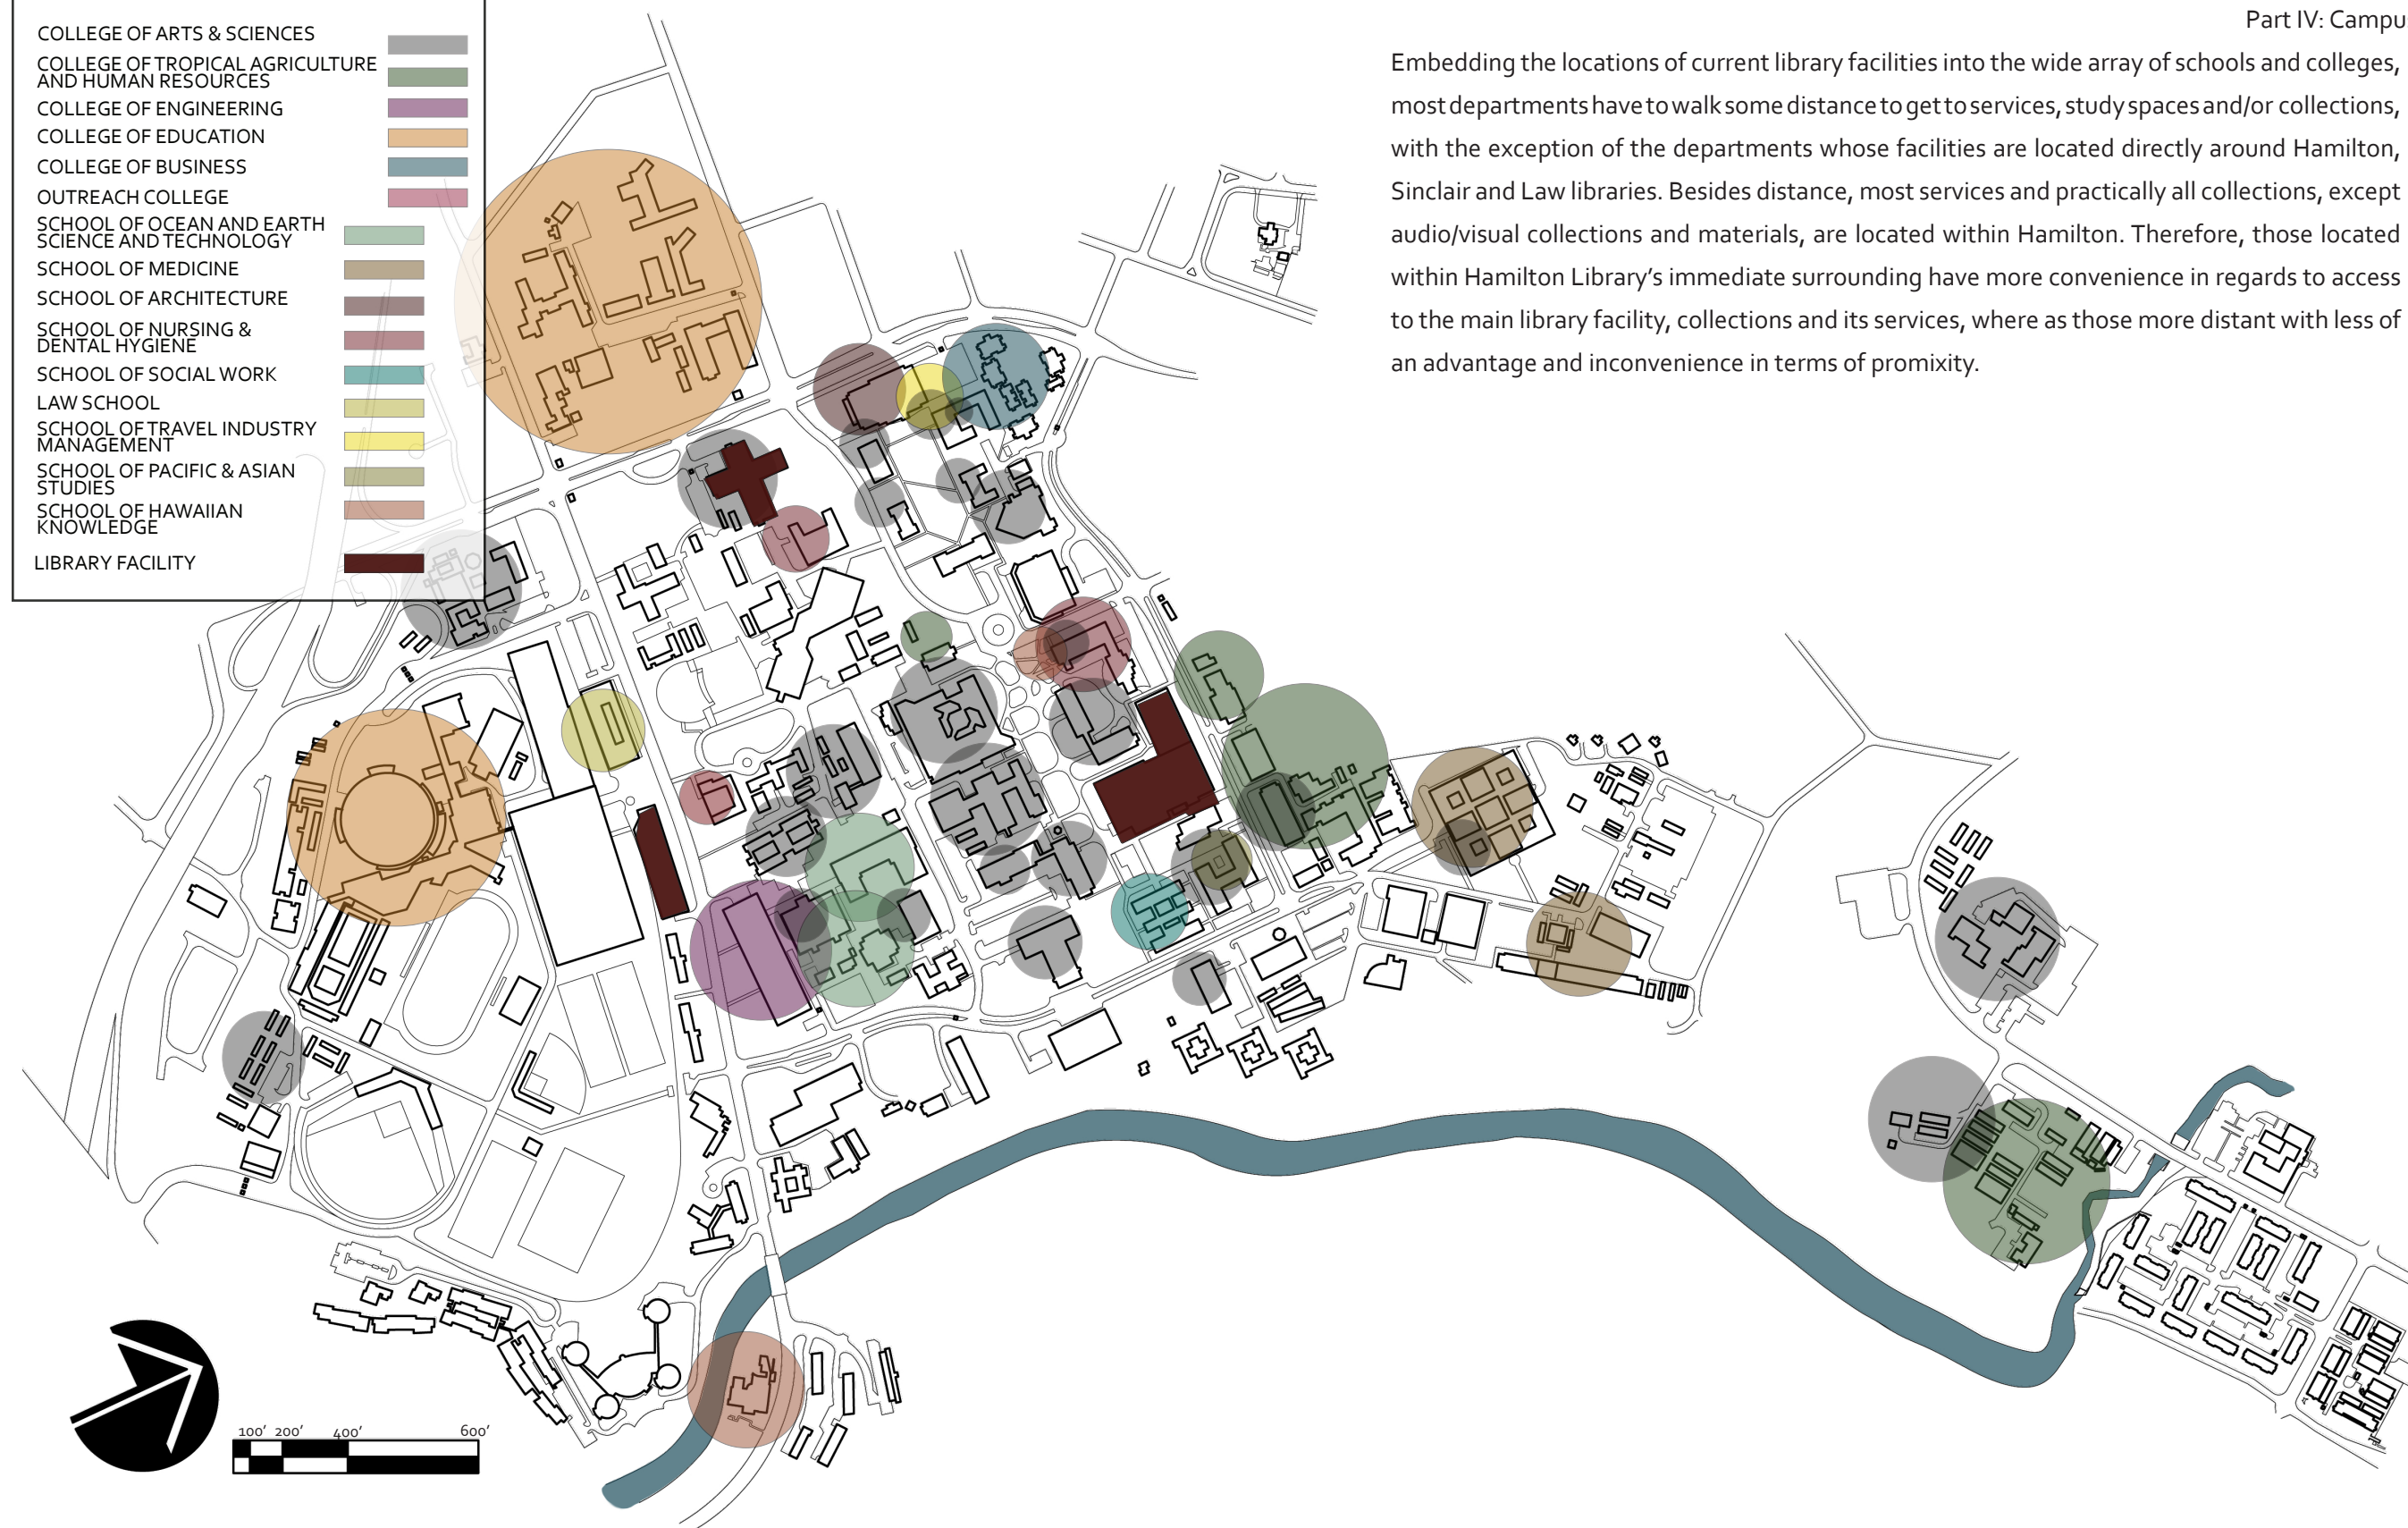 COLLEGE OF ARTS & SCIENCES
COLLEGE OF TROPICAL AGRICULTURE
AND HUMAN RESOURCES
COLLEGE OF ENGINEERING
COLLEGE OF EDUCATION
COLLEGE OF BUSINESS
OUTREACH COLLEGE
SCHOOL OF OCEAN AND EARTH
SCIENCE AND TECHNOLOGY
SCHOOL OF MEDICINE
SCHOOL OF ARCHITECTURE
SCHOOL OF NURSING &
DENTAL HYGIENE
SCHOOL OF SOCIAL WORK
LAW SCHOOL
SCHOOL OF TRAVEL INDUSTRY
MANAGEMENT
SCHOOL OF PACIFIC & ASIAN
STUDIES
SCHOOL OF HAWAIIAN
KNOWLEDGE
LIBRARY FACILITY
Part IV: Campu
Embedding the locations of current library facilities into the wide array of schools and colleges,
most departments have to walk some distance to get to services, study spaces and/or collections,
with the exception of the departments whose facilities are located directly around Hamilton,
Sinclair and Law libraries. Besides distance, most services and practically all collections, except
audio/visual collections and materials, are located within Hamilton. Therefore, those located
within Hamilton Library's immediate surrounding have more convenience in regards to access
to the main library facility, collections and its services, where as those more distant with less of
an advantage and inconvenience in terms of promixity.
100' 200' 400' 600'